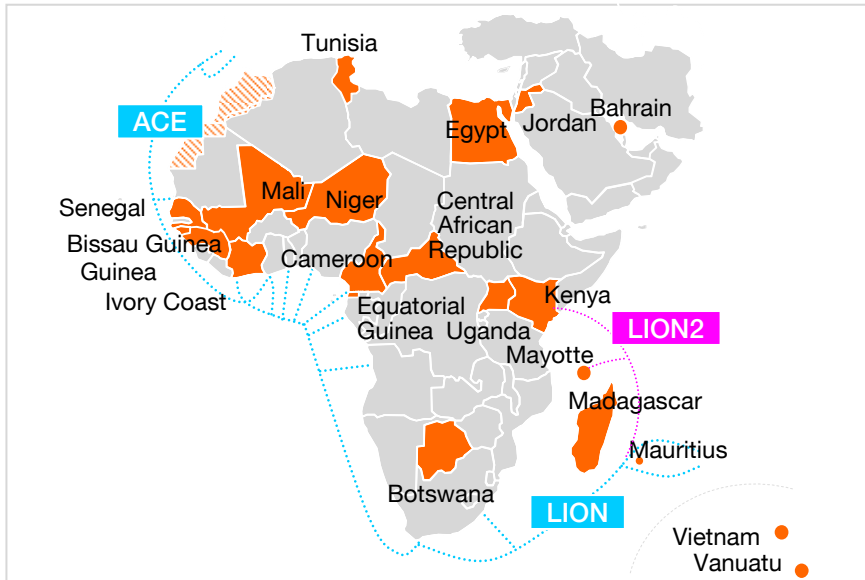 Tunisia
ACE
Egypt
Jordan
Bahrain
Mali
Niger
Senegal
Central
African
Republic
Bissau Guinea
Guinea
Cameroon
Ivory Coast
Equatorial
Guinea
Uganda
Kenya
LION2
Mayotte
Madagascar
Mauritius
Botswana
LION
Vietnam
Vanuatu